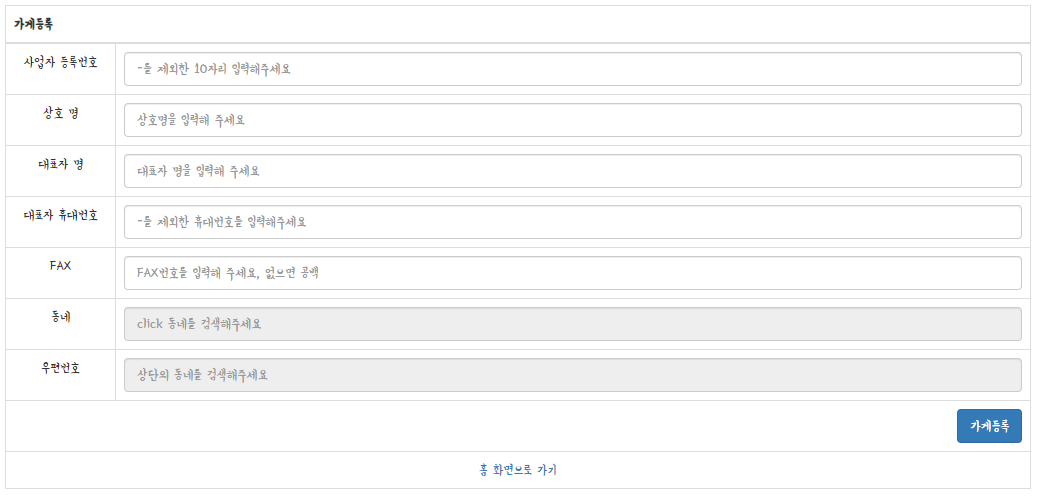 가게등록
사업자 등록번호
-를 제외한 10자리 입력해주세요
상호 명
상호명을 입력해 주세요
대표자 명
대표자 명을 입력해 주세요
대표자 휴대번호
-를 제외한 휴대번호를 입력해주세요
FAX
FAX번호를 입력해 주세요, 없으면 공백
동네
click 동네를 검색해주세요
우편번호
상단의 동네를 검색해주세요
가게등록
홈 화면으로 가기